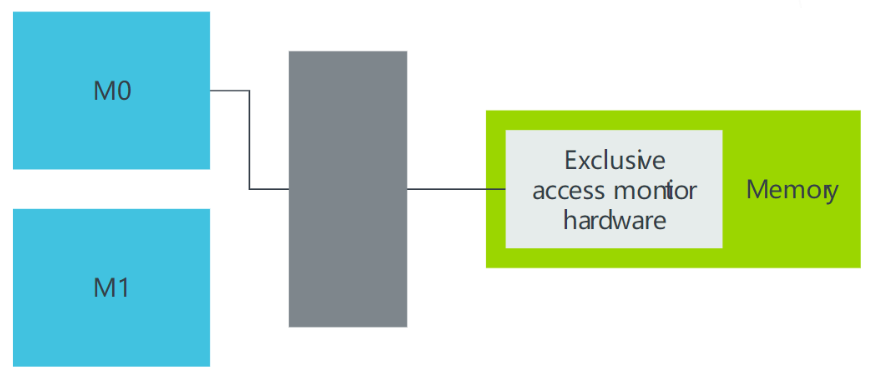 M0
Exclusive
access monitor
hardware
Memory
M1